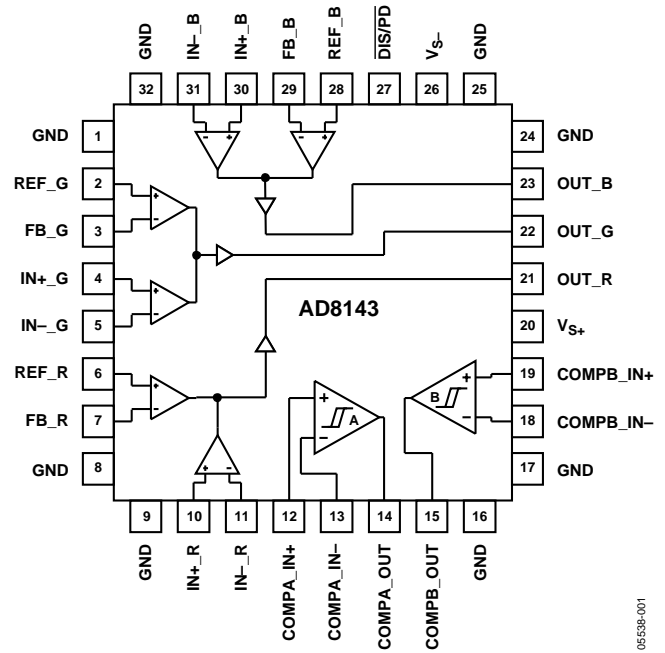 GND
IN–_B
IN+_B
FB_B
REF_B
DIS/PD
VS–
GND
32
31
30
29
28
27
26
25
GND 1
REF_G 2
FB_G 3
IN+_G 4
IN–_G 5
REF_R 6
FB_R 7
GND 8
– +
– +
+
–
+
–
+
–
+ –
AD8143
+
–
A
B
+
–
24 GND
23 OUT_B
22 OUT_G
21 OUT_R
20 VS+
19 COMPB_IN+
18 COMPB_IN–
17 GND
9
10
11
12
13
14
15
16
GND
IN+_R
IN–_R
COMPA_IN+
COMPA_IN–
COMPA_OUT
COMPB_OUT
GND
05538-001